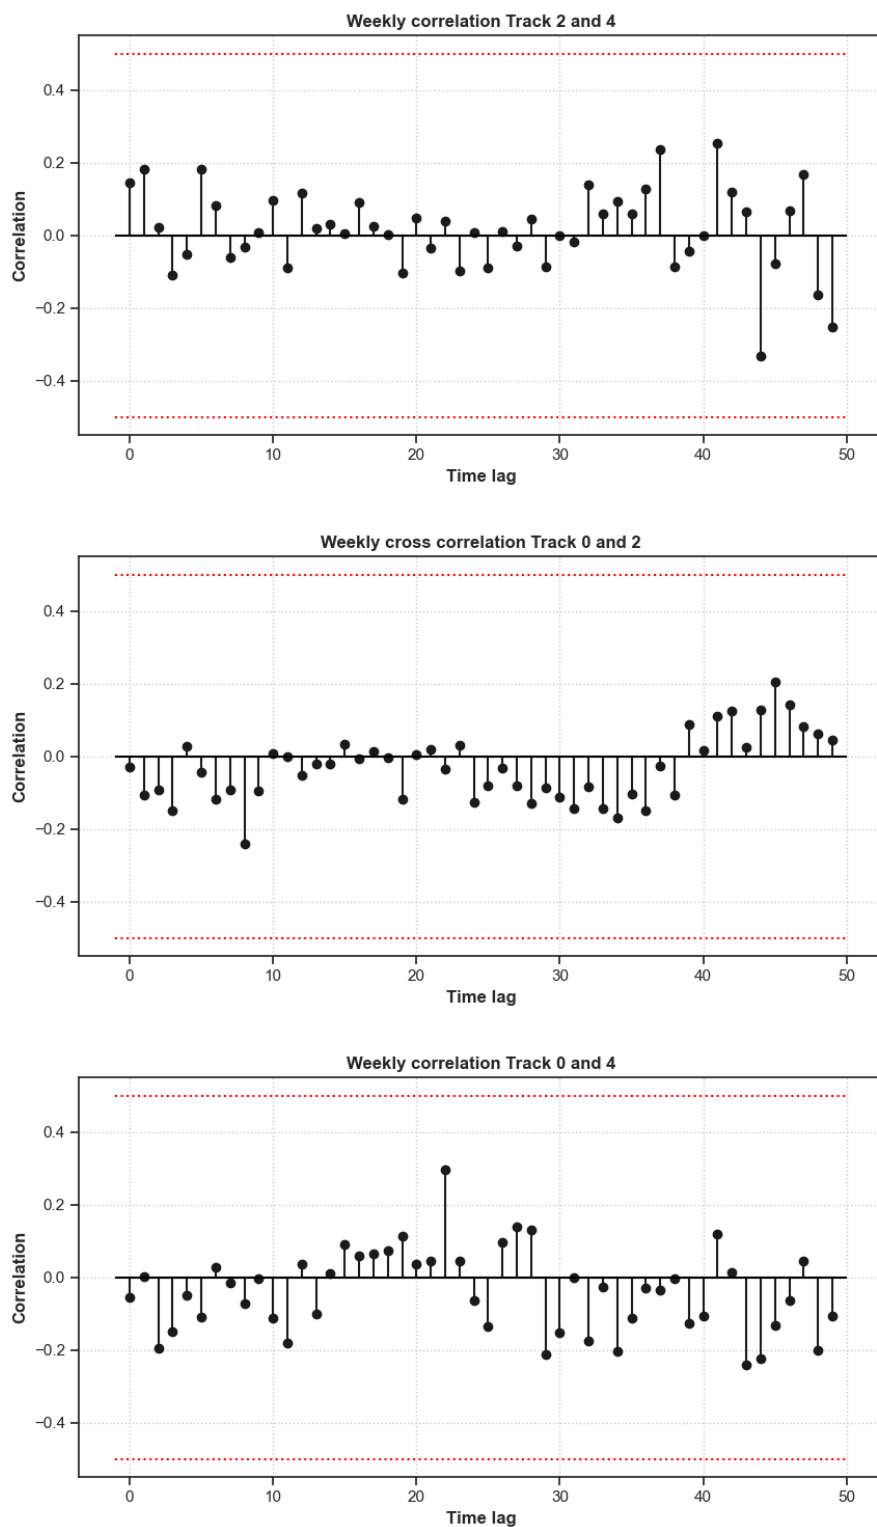 Weekly correlation Track 2 and 4
Correlation
0.4
0.2
0.0
−0.2
−0.4
0 10 20 30 40 50
Time lag
Weekly cross correlation Track 0 and 2
Correlation
0.4
0.2
0.0
−0.2
−0.4
0 10 20 30 40 50
Time lag
Weekly correlation Track 0 and 4
Correlation
0.4
0.2
0.0
−0.2
−0.4
0 10 20 30 40 50
Time lag